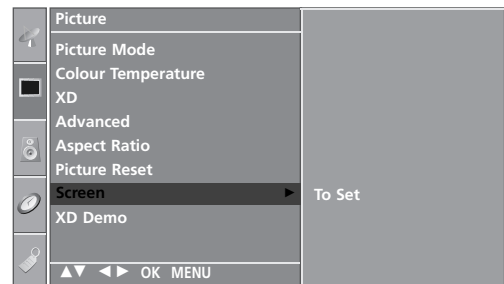 Picture
Picture Mode
Colour Temperature
XD
Advanced
Aspect Ratio
Picture Reset
Screen ► To Set
XD Demo
▲▼ ◄► OK MENU